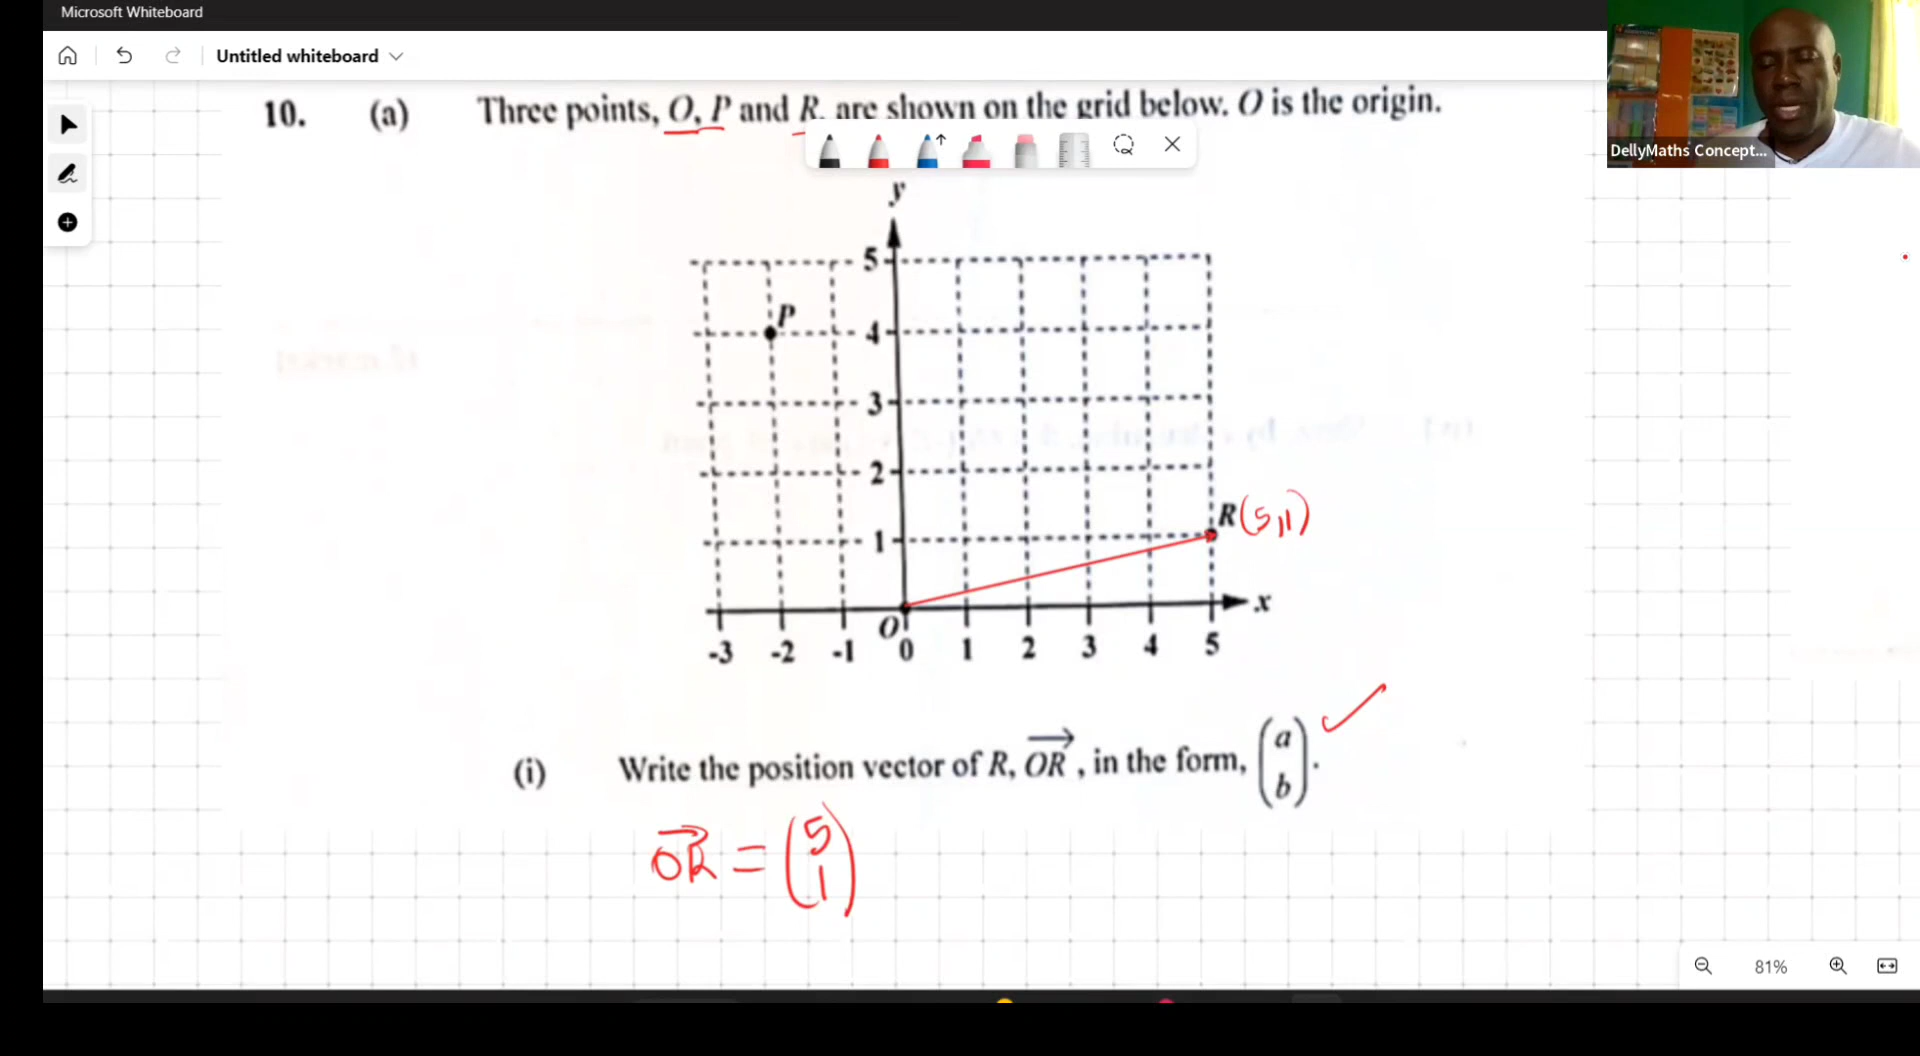 Microsoft Whiteboard
Untitled whiteboard
DellyMaths Concept...
10. (a) Three points, O, P and R, are shown on the grid below. O is the origin.
y
5
P
4
3
2
R (5,1)
1
x
O
-3 -2 -1 0 1 2 3 4 5
(i) Write the position vector of R, OR, in the form, (a
b).
OR = (5
1)
81%